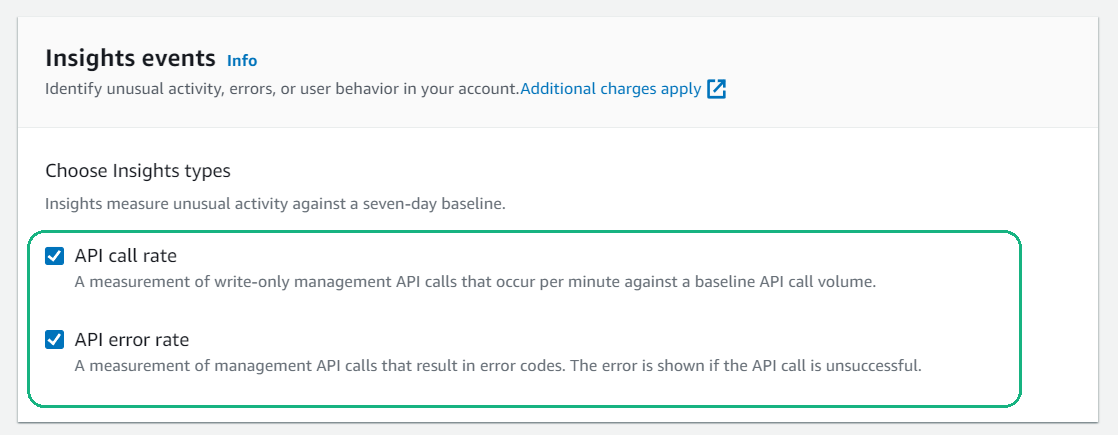 Insights events Info
Identify unusual activity, errors, or user behavior in your account.Additional charges apply
Choose Insights types
Insights measure unusual activity against a seven-day baseline.
API call rate
A measurement of write-only management API calls that occur per minute against a baseline API call volume.
API error rate
A measurement of management API calls that result in error codes. The error is shown if the API call is unsuccessful.